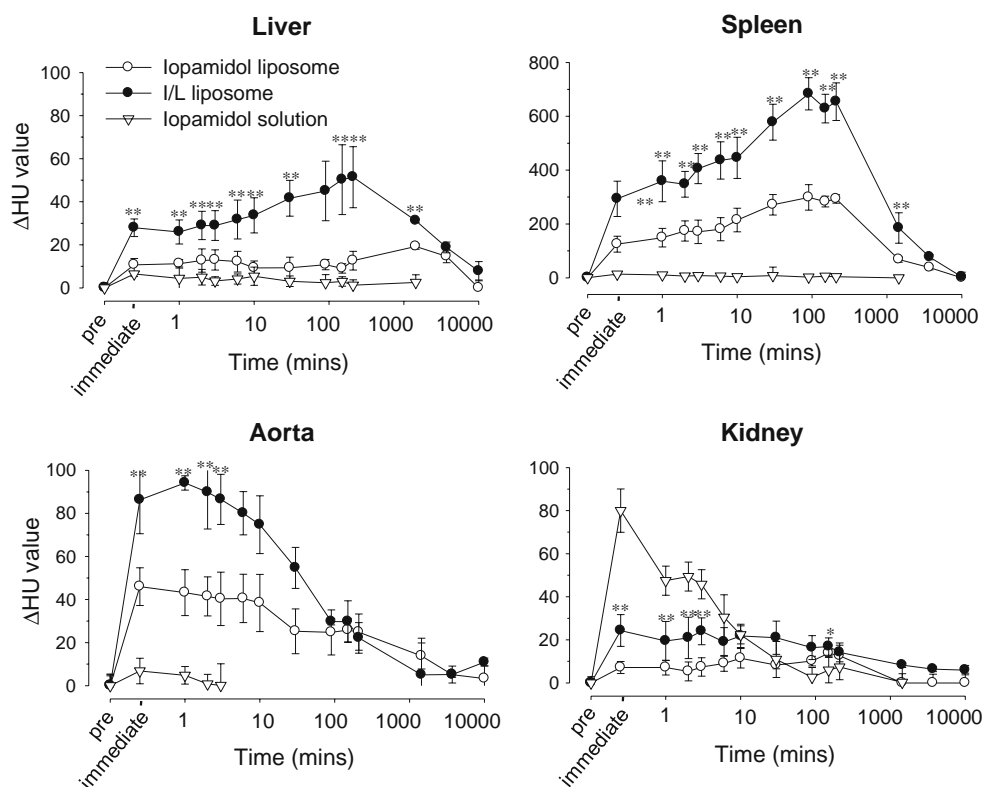 Liver
Iopamidol liposome
I/L liposome
Iopamidol solution
ΔHU value
100
80
60
40
20
0
** ** ** ** ** ** ** ** ** **
pre
immediate
1
10
100
1000
10000
Time (mins)
Spleen
800
600
400
200
0
** ** ** ** ** ** ** ** ** ** **
pre
immediate
1
10
100
1000
10000
Time (mins)
Aorta
ΔHU value
100
80
60
40
20
0
** ** ** **
pre
immediate
1
10
100
1000
10000
Time (mins)
Kidney
100
80
60
40
20
0
** ** ** ** *
pre
immediate
1
10
100
1000
10000
Time (mins)